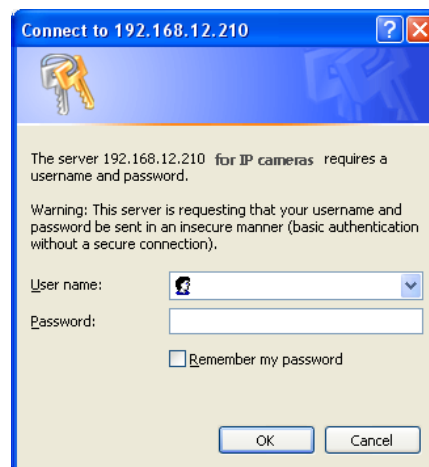 Connect to 192.168.12.210
The server 192.168.12.210 for IP cameras requires a
username and password.
Warning: This server is requesting that your username and
password be sent in an insecure manner (basic authentication
without a secure connection).
User name:
Password:
Remember my password
OK Cancel